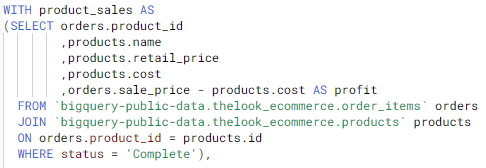 WITH product_sales AS
(SELECT orders.product_id
,products.name
,products.retail_price
,products.cost
,orders.sale_price - products.cost AS profit
FROM `bigquery-public-data.thelook_ecommerce.order_items` orders
JOIN `bigquery-public-data.thelook_ecommerce.products` products
ON orders.product_id = products.id
WHERE status = 'Complete'),